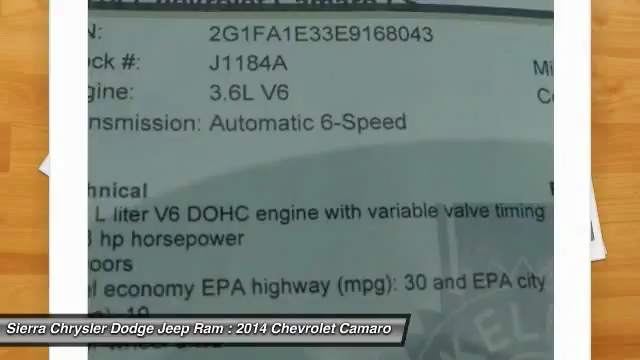 N: 2G1FA1E33E9168043
ock #: J1184A
Mi
gine: 3.6L V6
Co
nsmission: Automatic 6-Speed
hnical
L liter V6 DOHC engine with variable valve timing
hp horsepower
oors
l economy EPA highway (mpg): 30 and EPA city
Sierra Chrysler Dodge Jeep Ram : 2014 Chevrolet Camaro